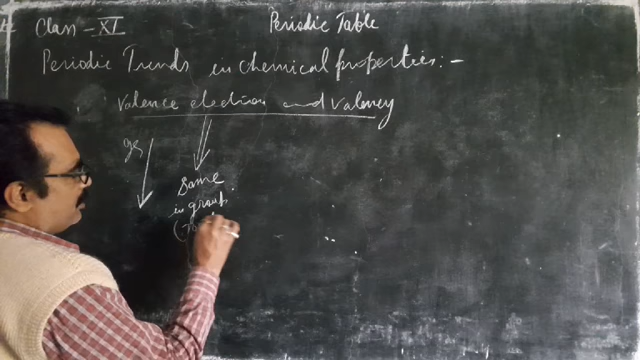 Class - XI
Periodic Table
Periodic Trends in chemical properties:-
Valence electron and valency
Same
in group